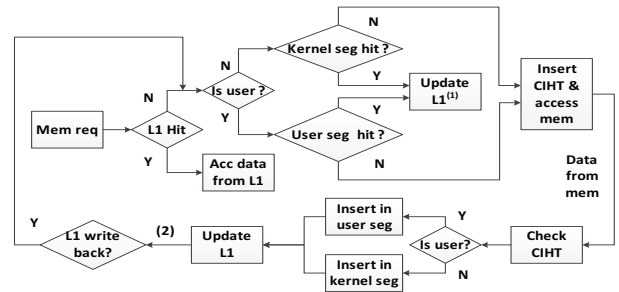 N
Kernel seg hit ?
N
Y
Is user ?
N
Y
Update
L1(1)
Insert
CIHT &
access
mem
Mem req
L1 Hit
Y
Y
User seg hit ?
Y
Acc data
from L1
N
Data
from
mem
Insert in
user seg
Y
Y
L1 write
back?
(2)
Update
L1
Is user?
Check
CIHT
Insert in
kernel seg
N